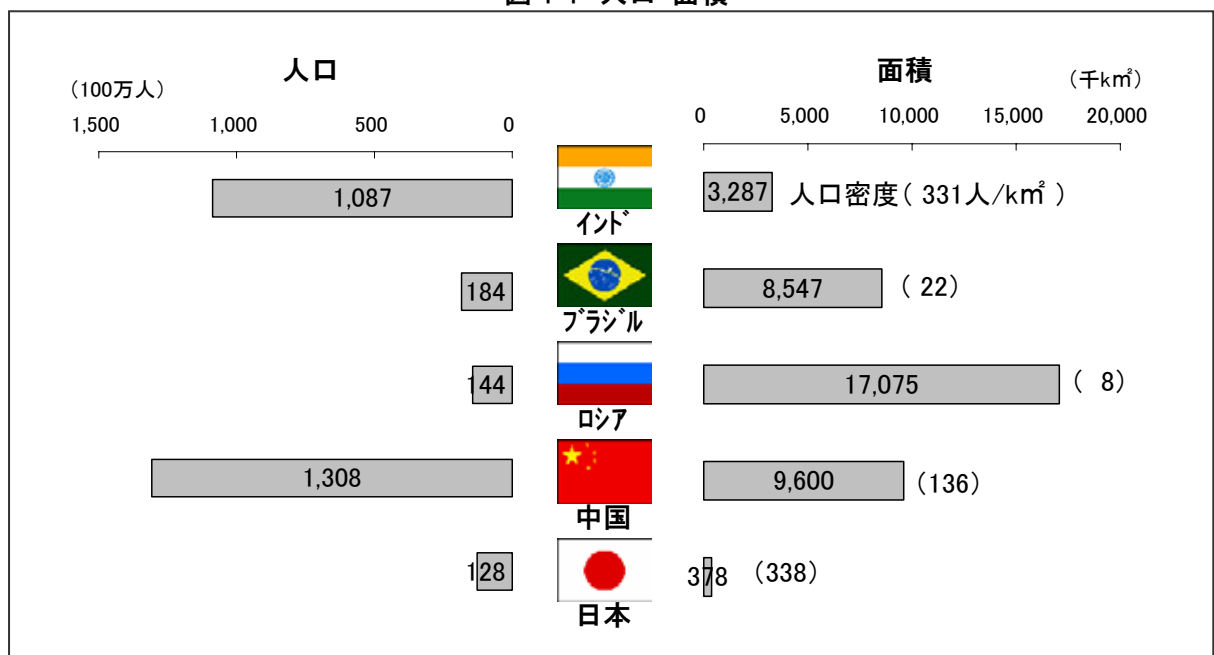 人口
面積
（100万人）
（千k㎡）
1,500 1,000 500 0
0 5,000 10,000 15,000 20,000
1,087
ｲﾝﾄﾞ
3,287 人口密度( 331人/k㎡ )
184
ﾌﾞﾗｼﾞﾙ
8,547 ( 22)
144
ﾛｼｱ
17,075 ( 8)
1,308
中国
9,600 (136)
128
日本
378 (338)